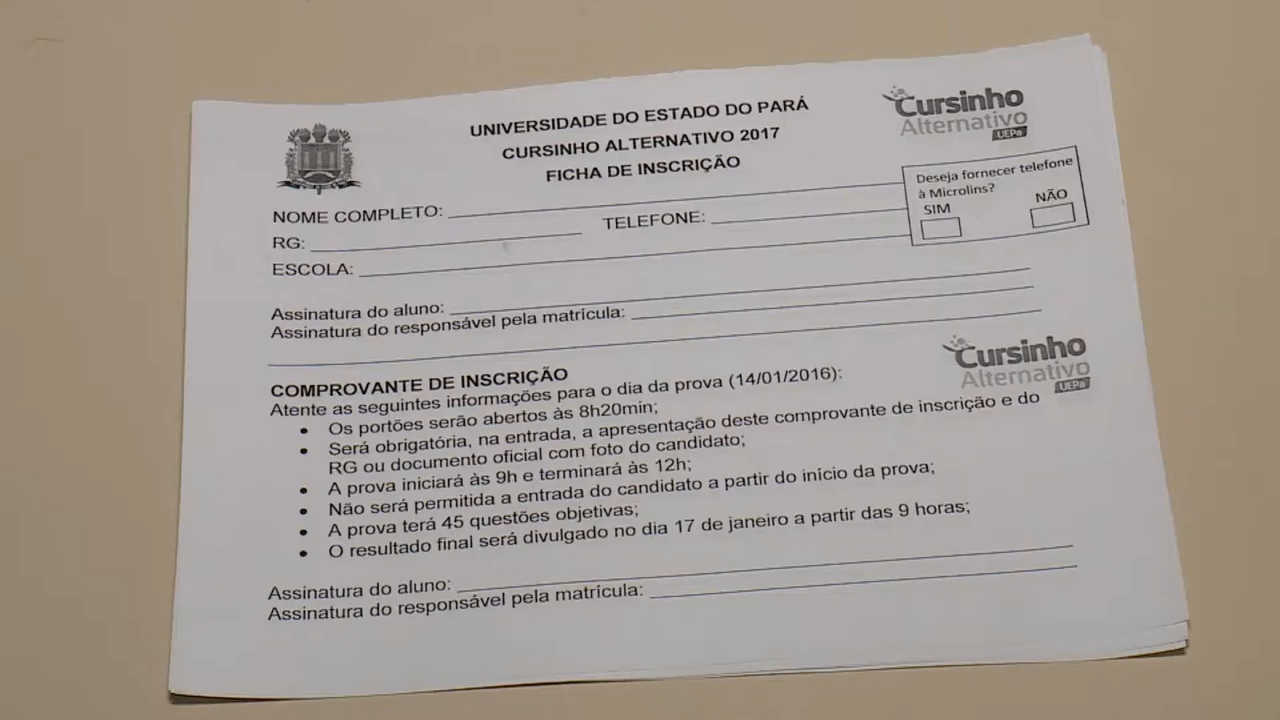 UNIVERSIDADE DO ESTADO DO PARÁ
CURSINHO ALTERNATIVO 2017
FICHA DE INSCRIÇÃO
Cursinho
Alternativo
UEPa
Deseja fornecer telefone
à Microlins?
SIM NÃO
NOME COMPLETO:
RG: TELEFONE:
ESCOLA:
Assinatura do aluno:
Assinatura do responsável pela matrícula:
Cursinho
Alternativo
UEPa
COMPROVANTE DE INSCRIÇÃO
Atente as seguintes informações para o dia da prova (14/01/2016):
• Os portões serão abertos às 8h20min;
• Será obrigatória, na entrada, a apresentação deste comprovante de inscrição e do
RG ou documento oficial com foto do candidato;
• A prova iniciará às 9h e terminará às 12h;
• Não será permitida a entrada do candidato a partir do início da prova;
• A prova terá 45 questões objetivas;
• O resultado final será divulgado no dia 17 de janeiro a partir das 9 horas;
Assinatura do aluno:
Assinatura do responsável pela matrícula: